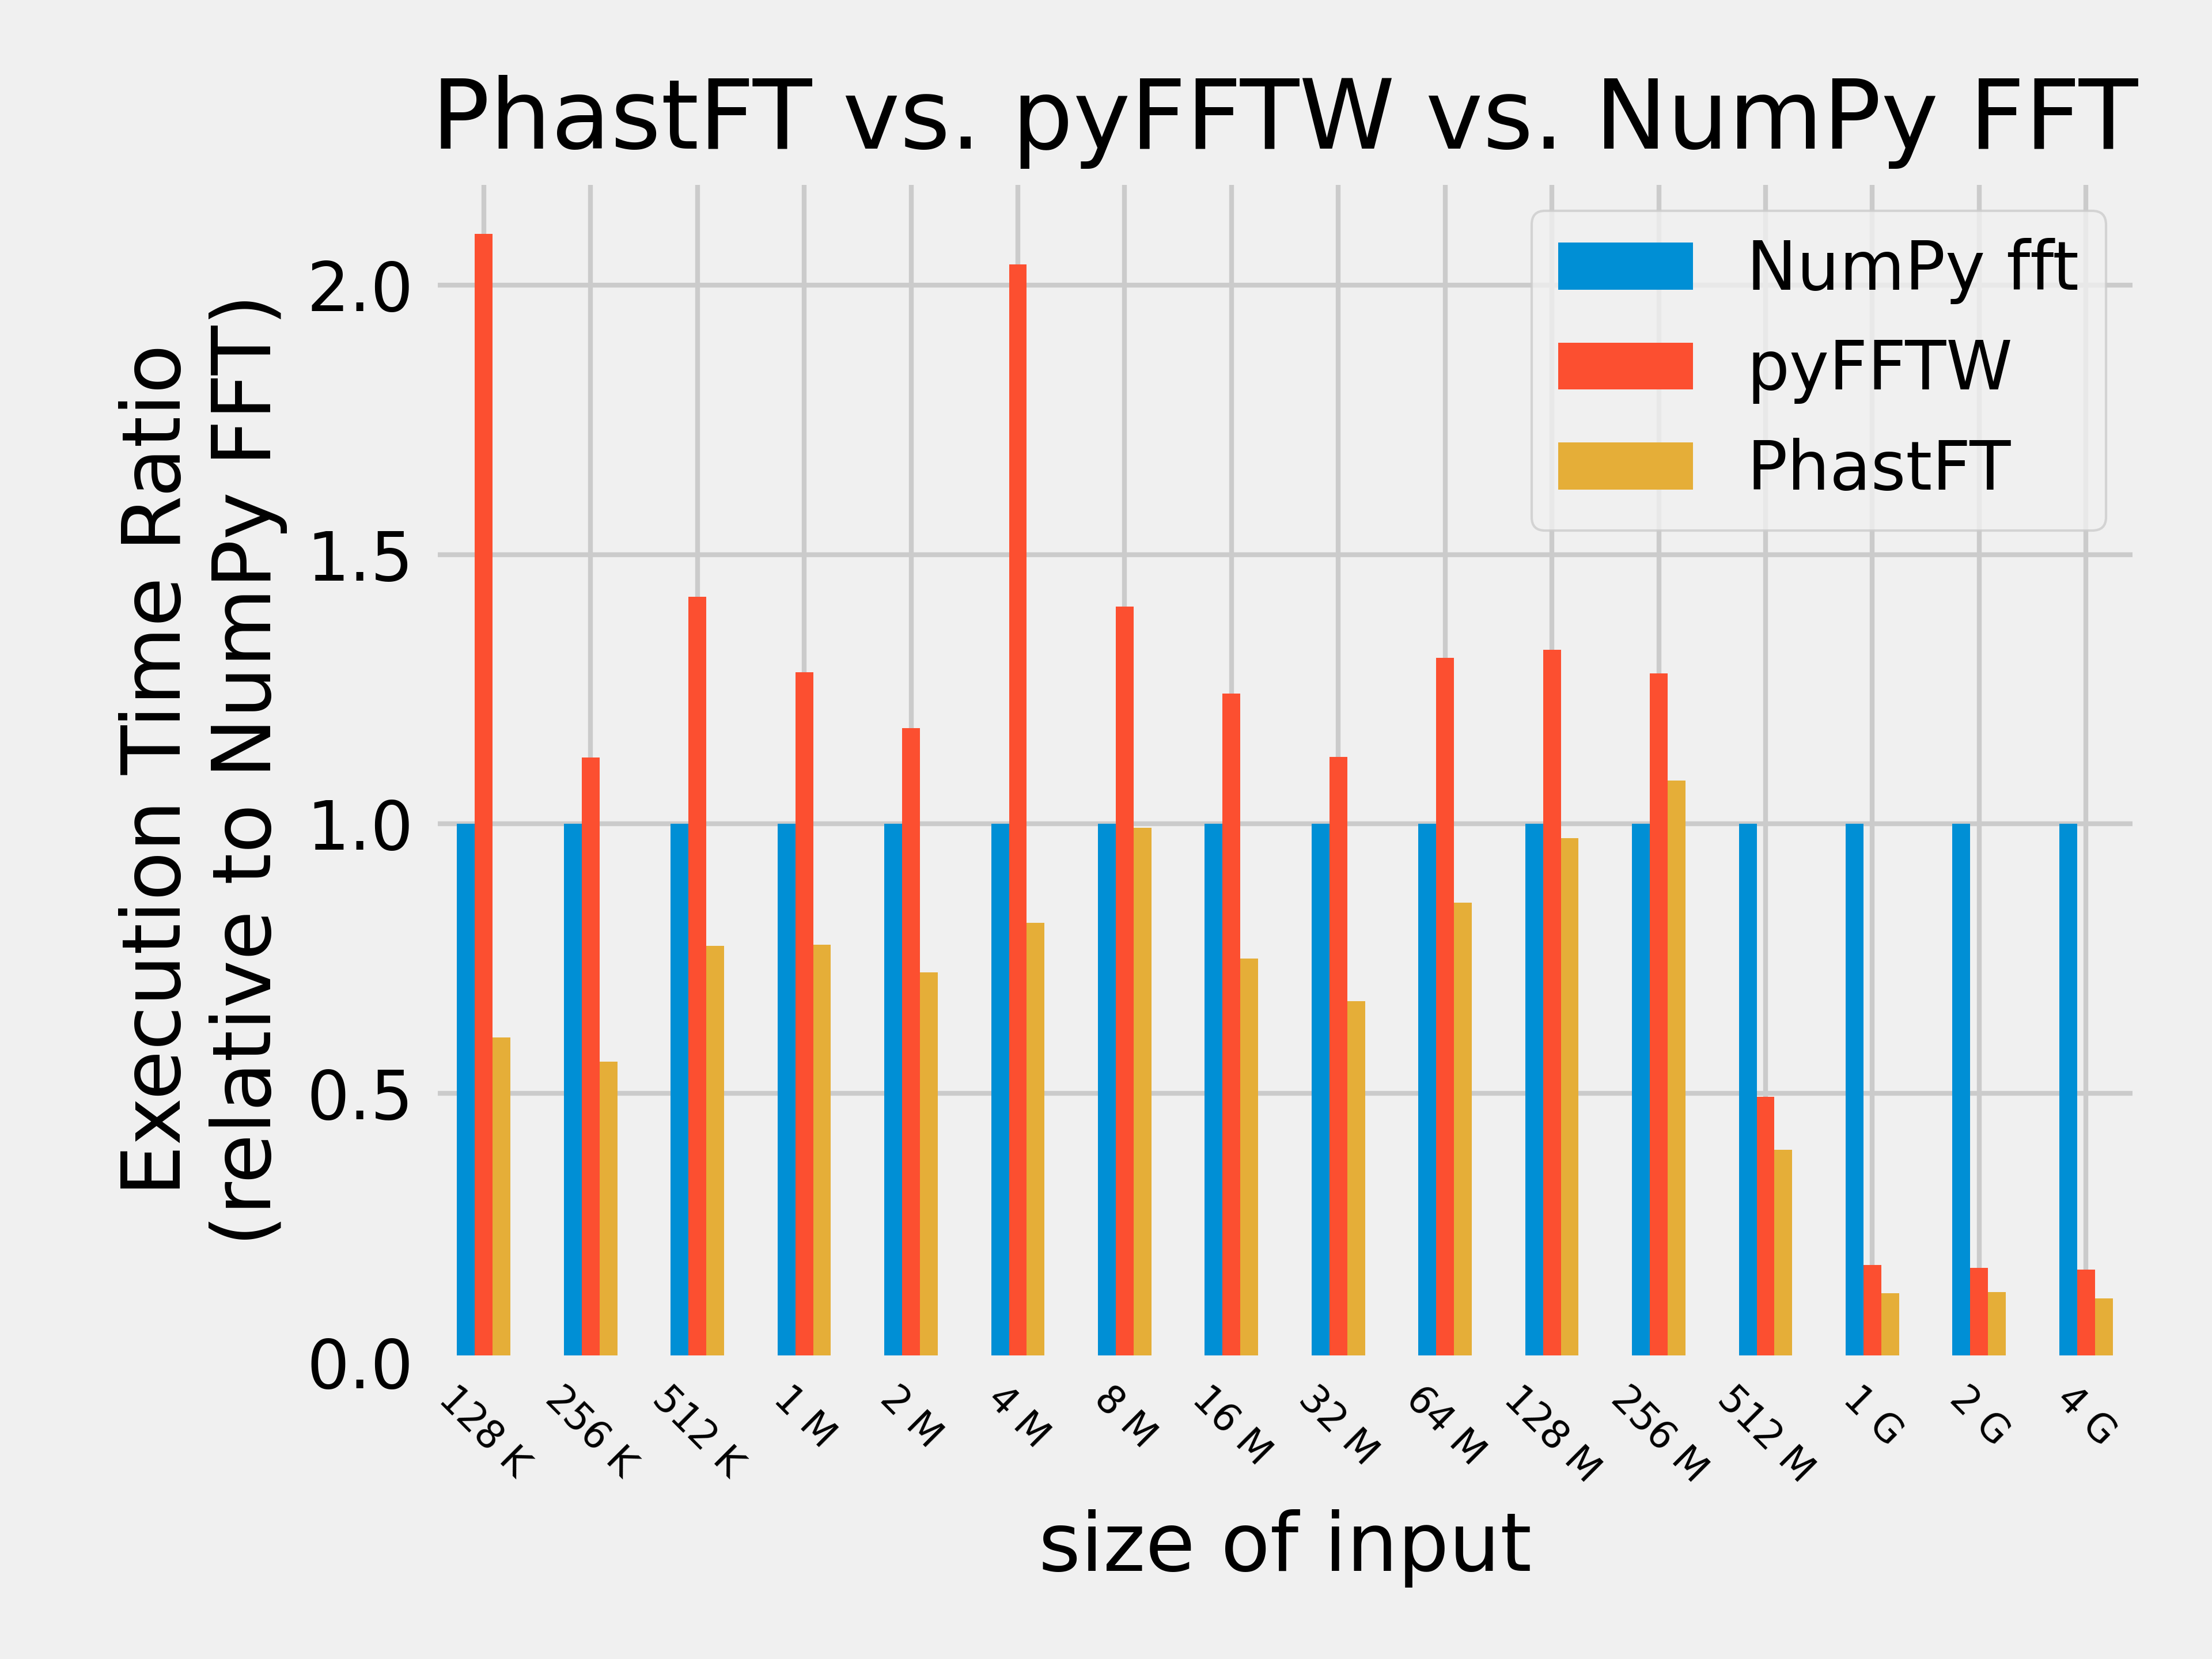 PhastFT vs. pyFFTW vs. NumPy FFT
Execution Time Ratio
(relative to NumPy FFT)
2.0
1.5
1.0
0.5
0.0
NumPy fft
pyFFTW
PhastFT
128 K
256 K
512 K
1 M
2 M
4 M
8 M
16 M
32 M
64 M
128 M
256 M
512 M
1 G
2 G
4 G
size of input